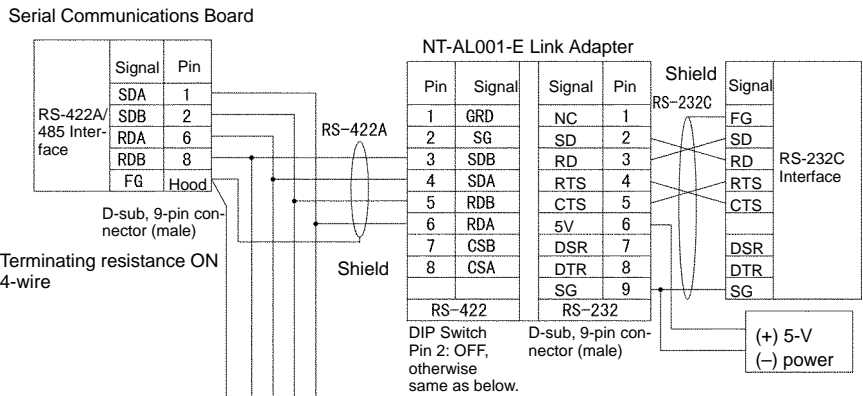 Serial Communications Board
NT-AL001-E Link Adapter
RS-422A/
485 Inter-
face
Signal Pin
SDA 1
SDB 2
RDA 6
RDB 8
FG Hood
D-sub, 9-pin con-
nector (male)
Terminating resistance ON
4-wire
RS-422A
Shield
Pin Signal
1 GRD
2 SG
3 SDB
4 SDA
5 RDB
6 RDA
7 CSB
8 CSA
RS-422
DIP Switch
Pin 2: OFF,
otherwise
same as below.
Signal Pin
NC 1
SD 2
RD 3
RTS 4
CTS 5
5V 6
DSR 7
DTR 8
SG 9
RS-232
D-sub, 9-pin con-
nector (male)
Shield
RS-232C
Signal
FG
SD
RD
RTS
CTS
DSR
DTR
SG
RS-232C
Interface
(+) 5-V
(–) power